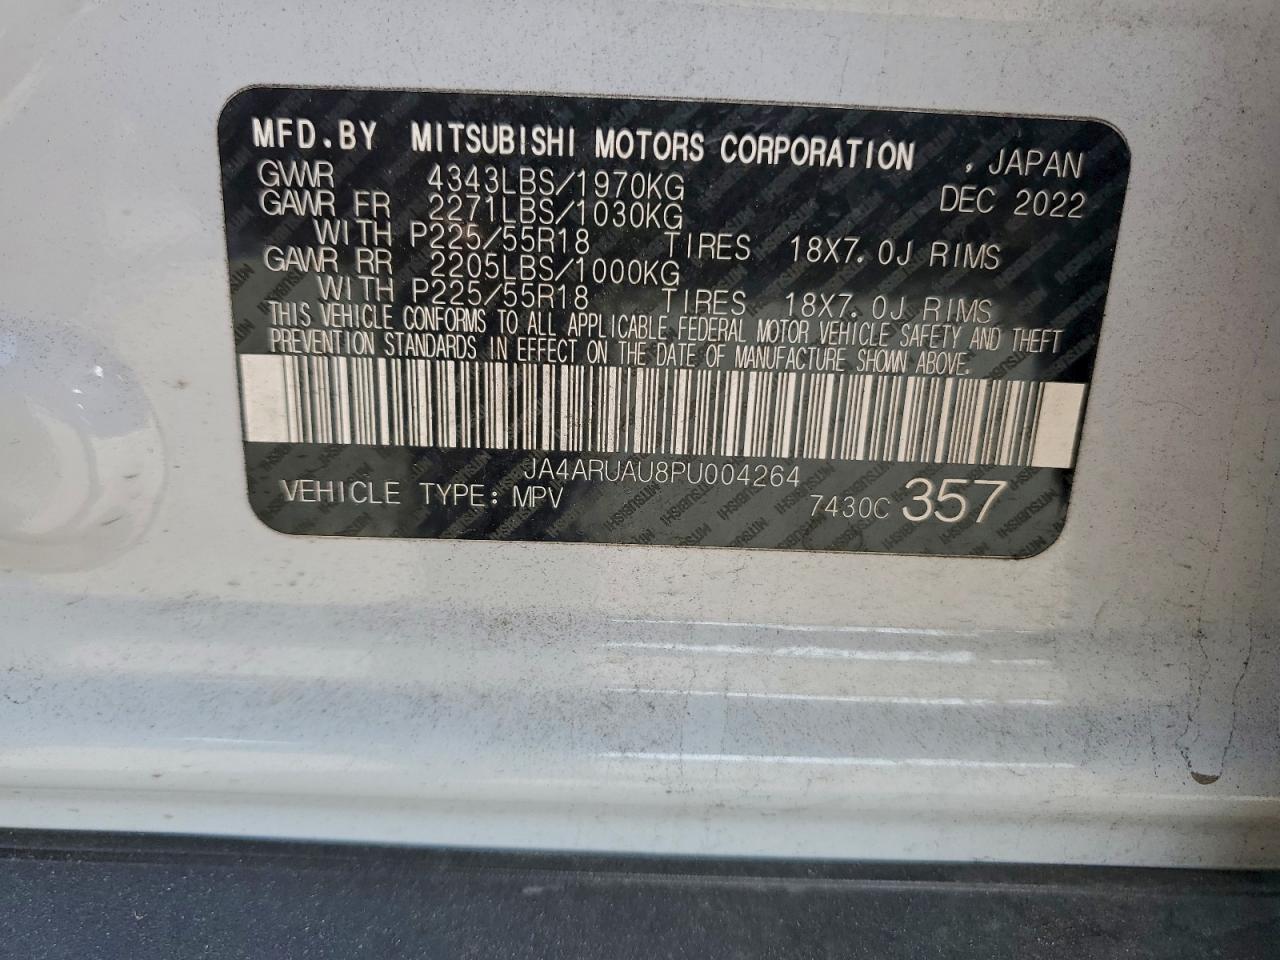 MFD.BY MITSUBISHI MOTORS CORPORATION , JAPAN
GWWR 4343LBS/1970KG DEC 2022
GAWR FR 2271LBS/1030KG
WITH P225/55R18 TIRES 18X7.0J RIMS
GAWR RR 2205LBS/1000KG
WITH P225/55R18 TIRES 18X7.0J RIMS
THIS VEHICLE CONFORMS TO ALL APPLICABLE FEDERAL MOTOR VEHICLE SAFETY AND THEFT
PREVENTION STANDARDS IN EFFECT ON THE DATE OF MANUFACTURE SHOWN ABOVE.
JA4ARUAU8PU004264
VEHICLE TYPE: MPV 7430C 357